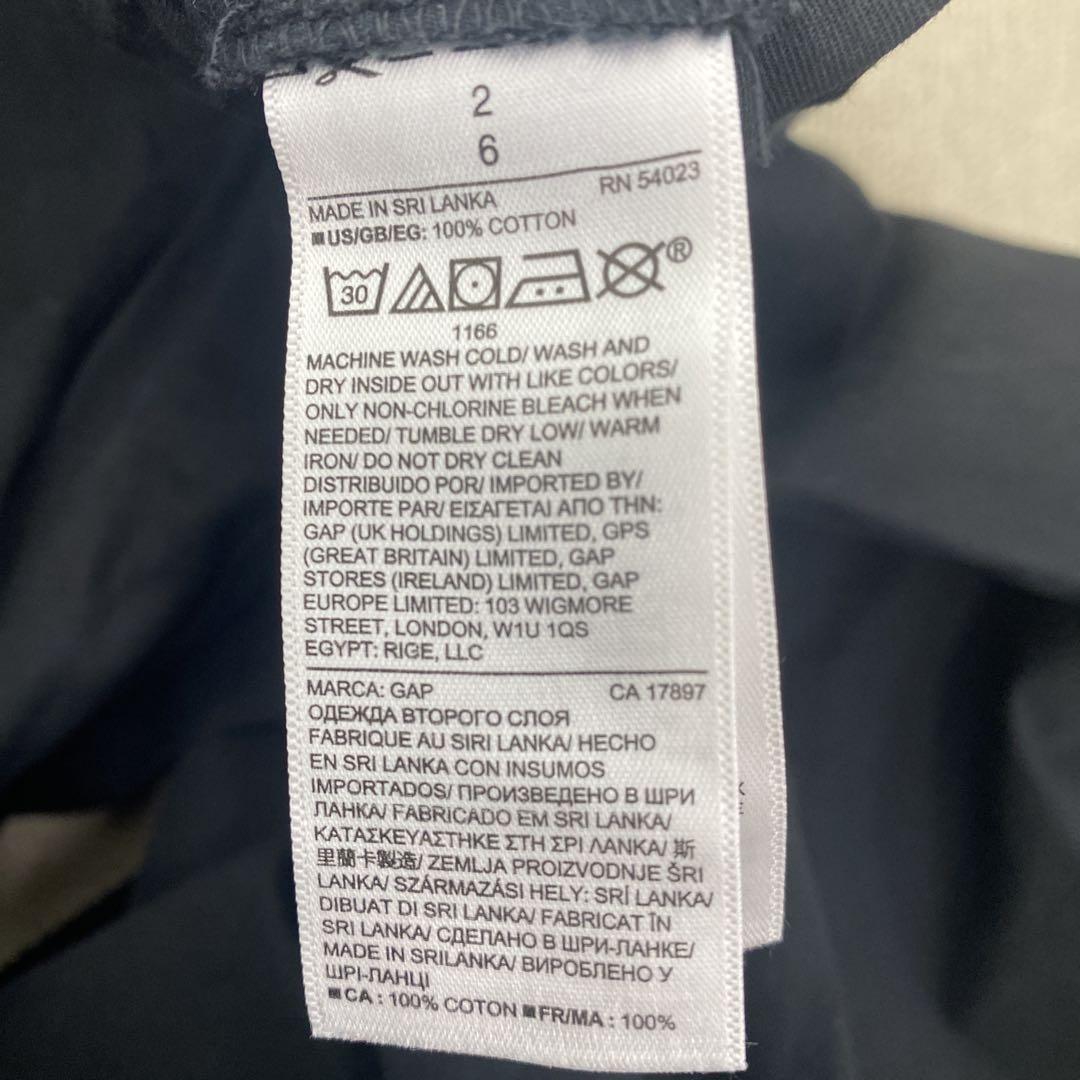 2
6
RN 54023
MADE IN SRI LANKA
US/GB/EG: 100% COTTON
30
®
1166
MACHINE WASH COLD/ WASH AND
DRY INSIDE OUT WITH LIKE COLORS/
ONLY NON-CHLORINE BLEACH WHEN
NEEDED/ TUMBLE DRY LOW/ WARM
IRON/ DO NOT DRY CLEAN
DISTRIBUIDO POR/ IMPORTED BY/
IMPORTE PAR/ ΕΙΣΑΓΕΤΑΙ ΑΠΟ ΤΗΝ:
GAP (UK HOLDINGS) LIMITED, GPS
(GREAT BRITAIN) LIMITED, GAP
STORES (IRELAND) LIMITED, GAP
EUROPE LIMITED: 103 WIGMORE
STREET, LONDON, W1U 1QS
EGYPT: RIGE, LLC
MARCA: GAP CA 17897
ОДЕЖДА ВТОРОГО СЛОЯ
FABRIQUE AU SIRI LANKA/ HECHO
EN SRI LANKA CON INSUMOS
IMPORTADOS/ ПРОИЗВЕДЕНО В ШРИ
ЛАНКА/ FABRICADO EM SRI LANKA/
ΚΑΤΑΣΚΕΥΑΣΤΗΚΕ ΣΤΗ ΣΡΙ ΛΑΝΚΑ/ 斯
里蘭卡製造/ ZEMLJA PROIZVODNJE ŠRI
LANKA/ SZÁRMAZÁSI HELY: SRÍ LANKA/
DIBUAT DI SRI LANKA/ FABRICAT ÎN
SRI LANKA/ СДЕЛАНО В ШРИ-ЛАНКЕ/
MADE IN SRILANKA/ ВИРОБЛЕНО У
ШРІ-ЛАНЦІ
CA : 100% COTON FR/MA : 100%